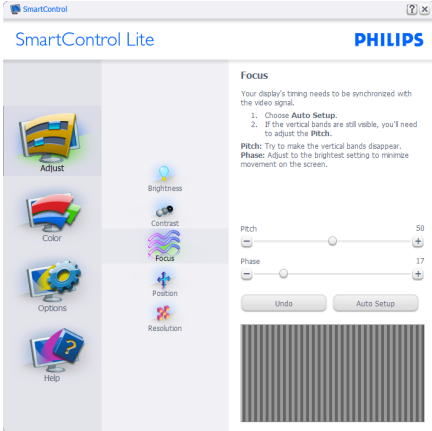 SmartControl
SmartControl Lite
PHILIPS
Adjust
Color
Options
Help
Brightness
Contrast
Focus
Position
Resolution
Focus
Your display's timing needs to be synchronized with
the video signal.
1. Choose Auto Setup.
2. If the vertical bands are still visible, you'll need
to adjust the Pitch.
Pitch: Try to make the vertical bands disappear.
Phase: Adjust to the brightest setting to minimize
movement on the screen.
Pitch 50
Phase 17
Undo Auto Setup